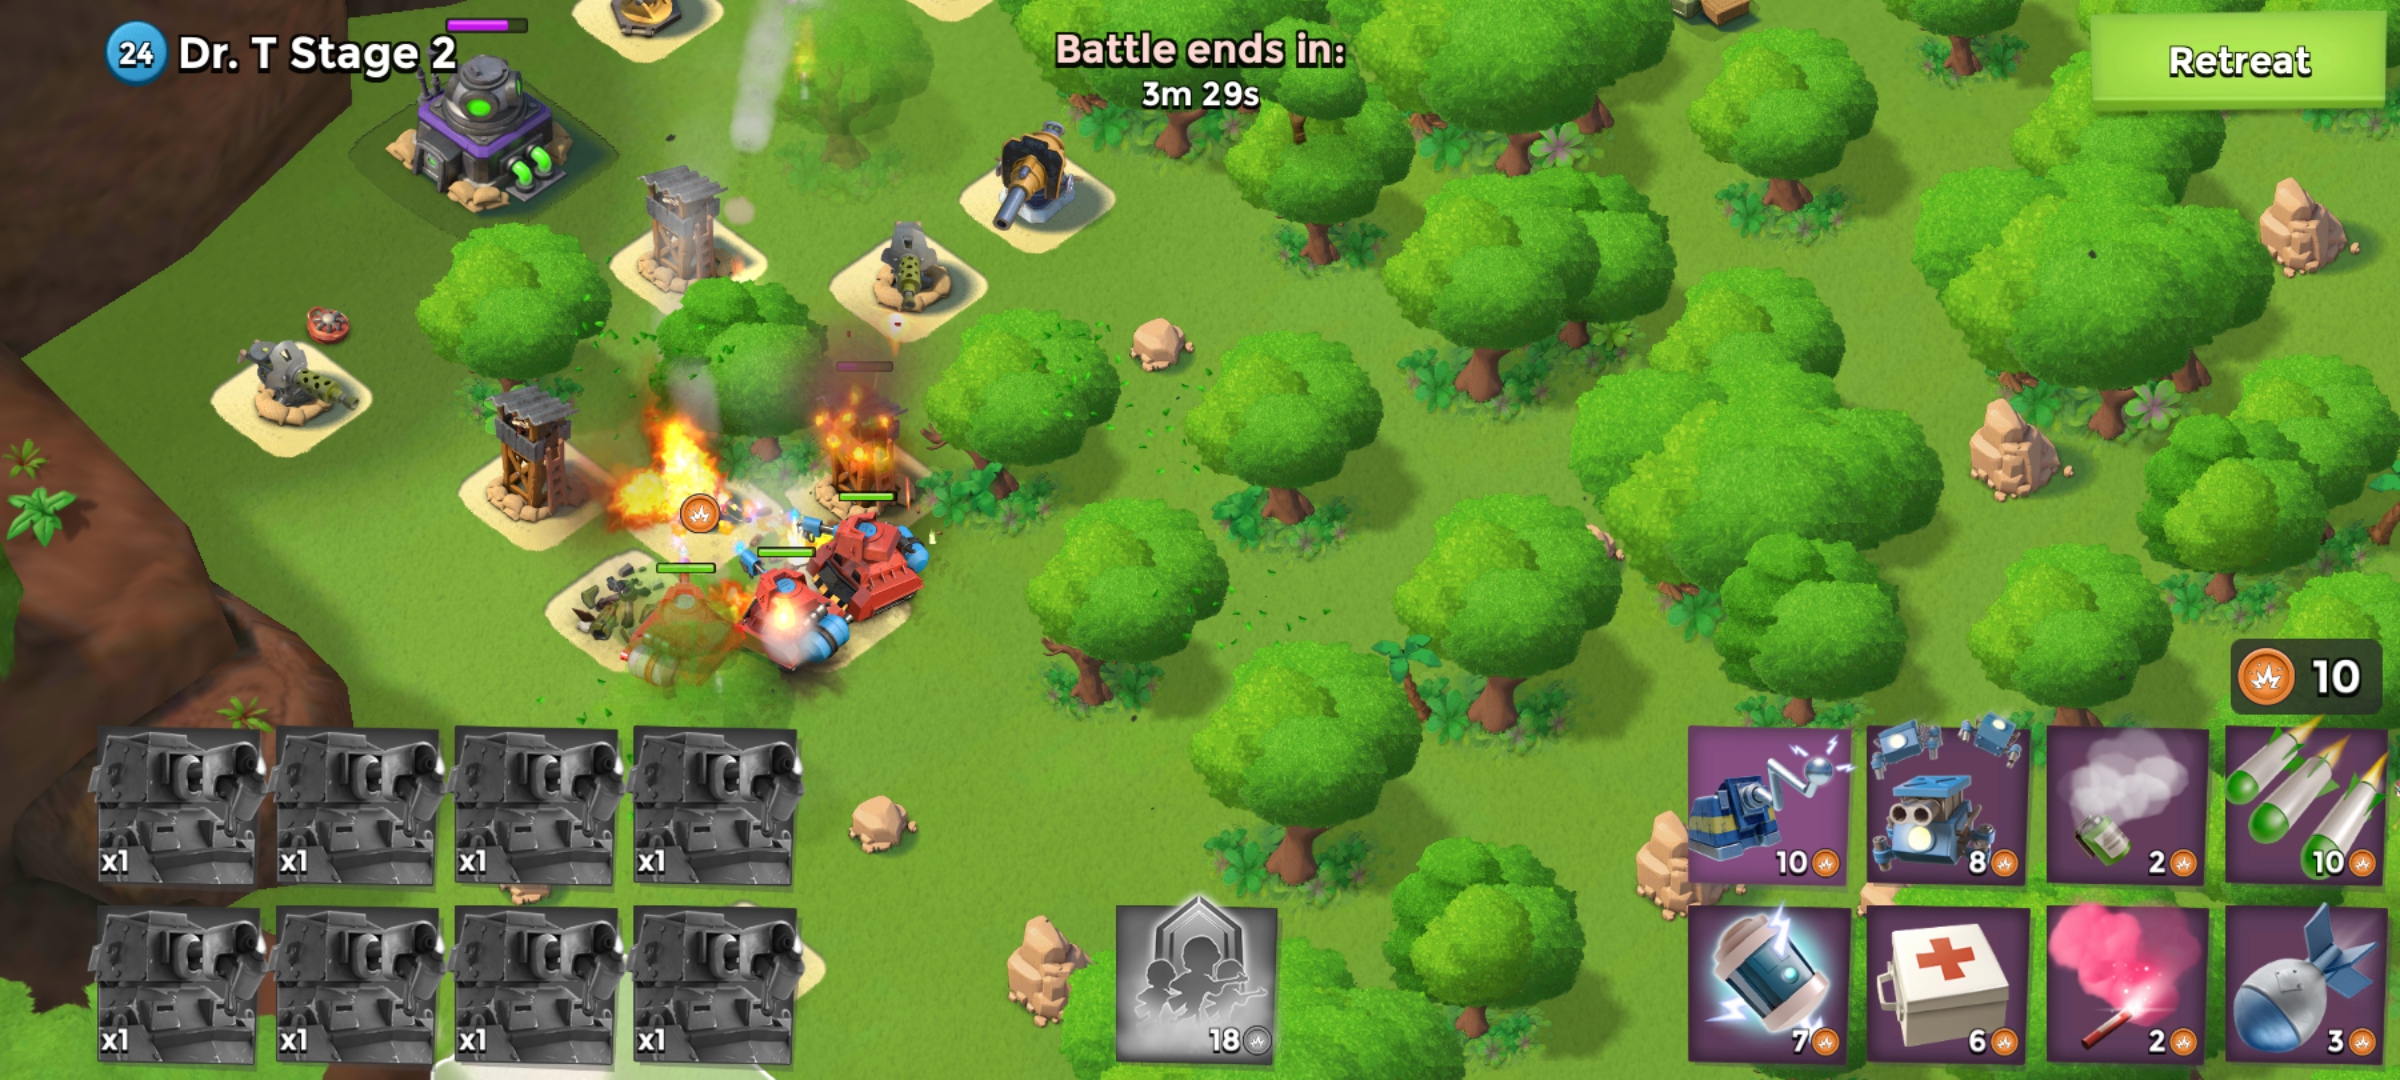 24 Dr. T Stage 2
Battle ends in:
3m 29s
Retreat
10
x1 x1 x1 x1
10 8 2 10
x1 x1 x1 x1
18
7 6 2 3